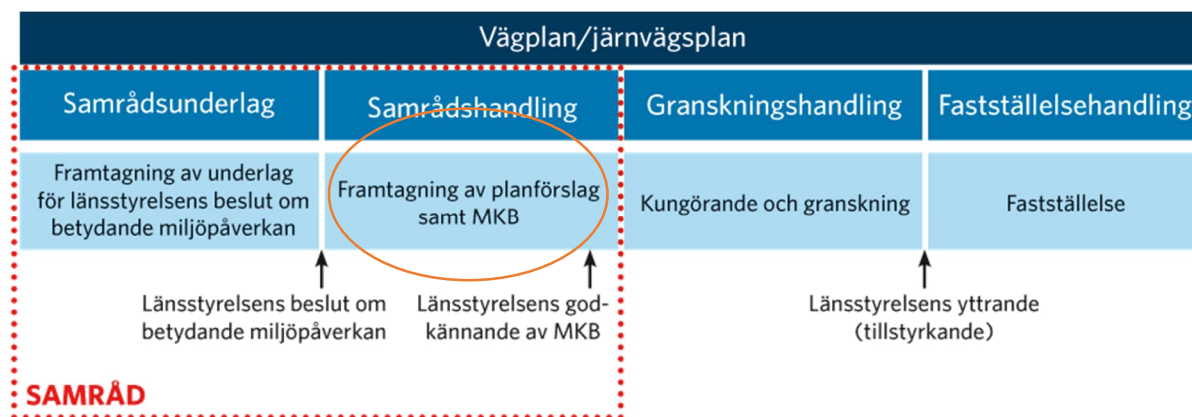 Vägplan/järnvägsplan
Samrådsunderlag
Samrådshandling
Granskningshandling
Fastställelsehandling
Framtagning av underlag
för länsstyrelsens beslut om
betydande miljöpåverkan
Framtagning av planförslag
samt MKB
Kungörande och granskning
Fastställelse
Länsstyrelsens beslut om
betydande miljöpåverkan
Länsstyrelsens god-
kännande av MKB
Länsstyrelsens yttrande
(tillstyrkande)
SAMRÅD